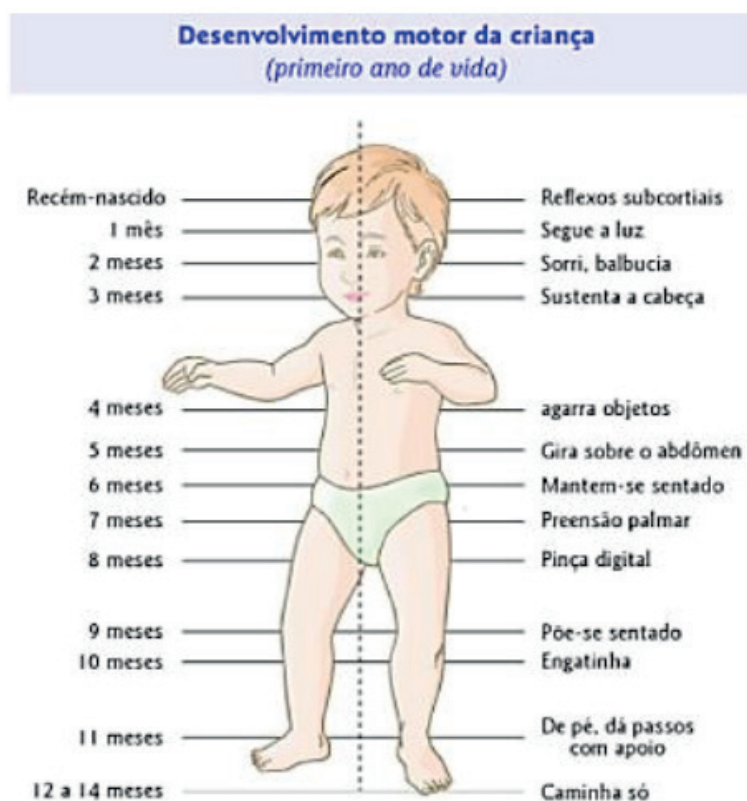 Desenvolvimento motor da criança
(primeiro ano de vida)
Recém-nascido Reflexos subcortiais
1 mês Segue a luz
2 meses Sorri, balbucia
3 meses Sustenta a cabeça
4 meses agarra objetos
5 meses Gira sobre o abdômen
6 meses Mantem-se sentado
7 meses Preensão palmar
8 meses Pinça digital
9 meses Põe-se sentado
10 meses Engatinha
11 meses De pé, dá passos
com apoio
12 a 14 meses Caminha só